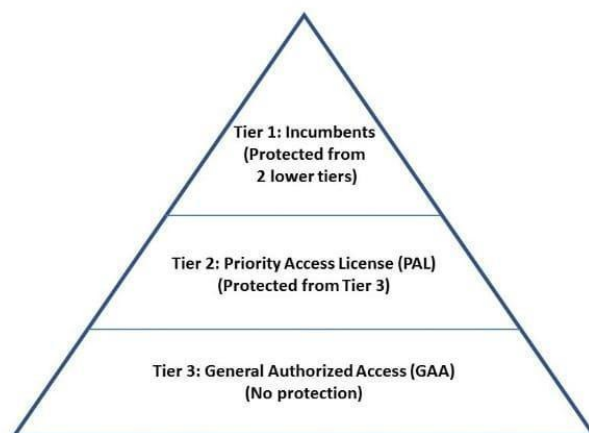 Tier 1: Incumbents
(Protected from
2 lower tiers)
Tier 2: Priority Access License (PAL)
(Protected from Tier 3)
Tier 3: General Authorized Access (GAA)
(No protection)